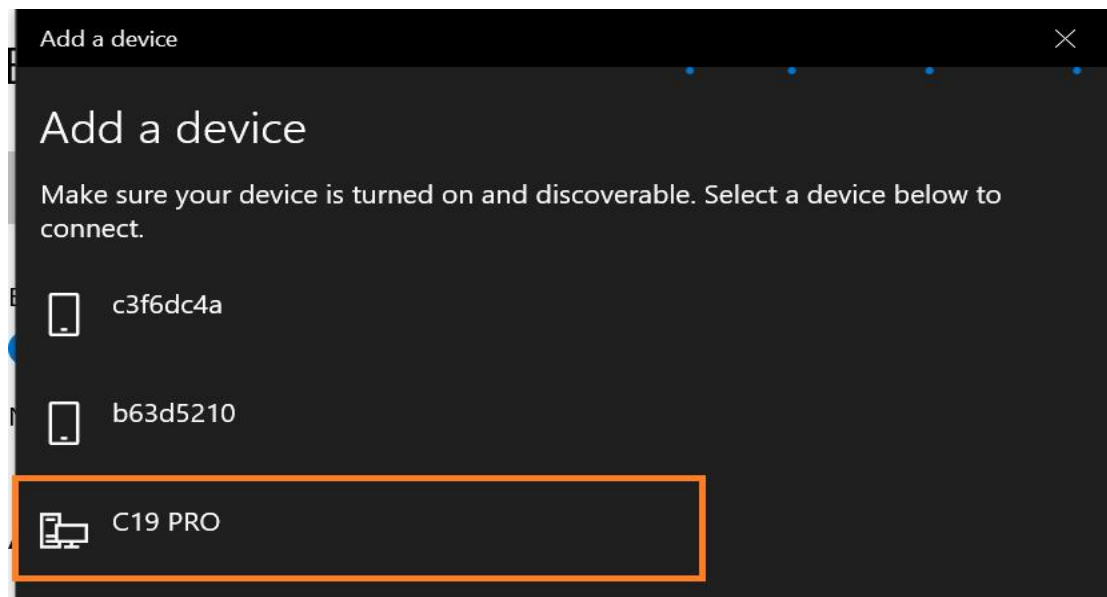 Add a device
Add a device
Make sure your device is turned on and discoverable. Select a device below to
connect.
c3f6dc4a
b63d5210
C19 PRO